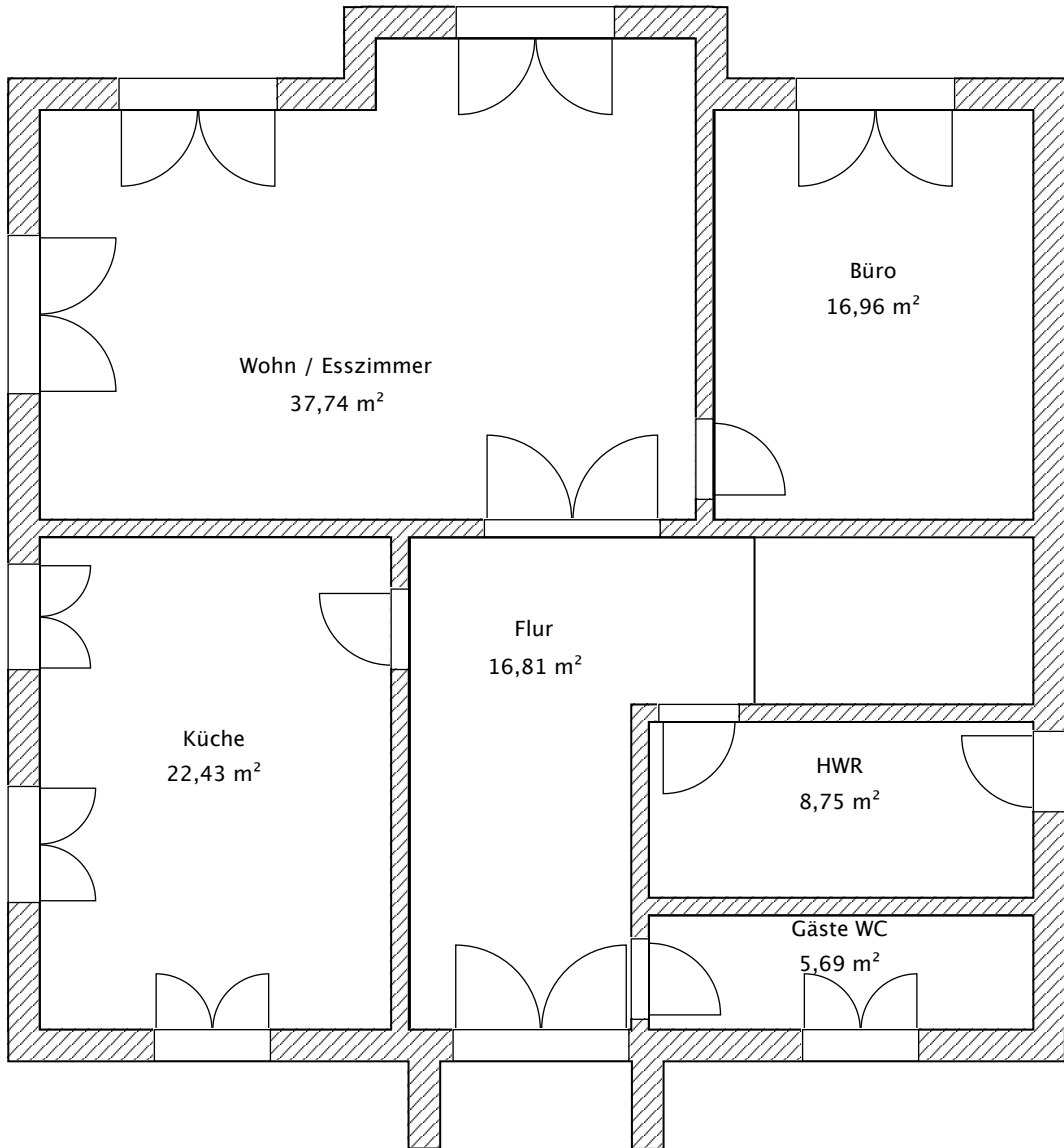 Büro
16,96 m²
Wohn / Esszimmer
37,74 m²
Flur
16,81 m²
Küche
22,43 m²
HWR
8,75 m²
Gäste WC
5,69 m²